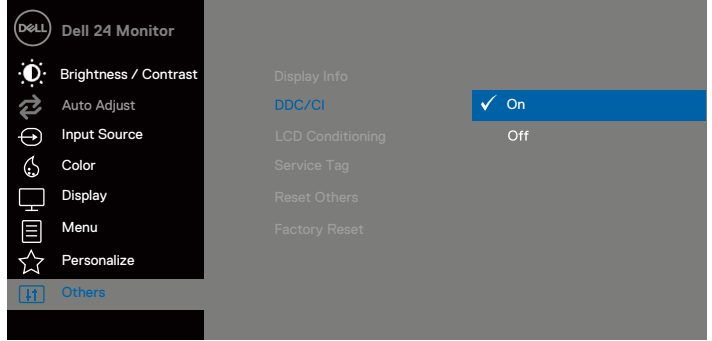 DELL
Dell 24 Monitor
Brightness / Contrast
Auto Adjust
Input Source
Color
Display
Menu
Personalize
Others
Display Info
DDC/CI
LCD Conditioning
Service Tag
Reset Others
Factory Reset
On
Off